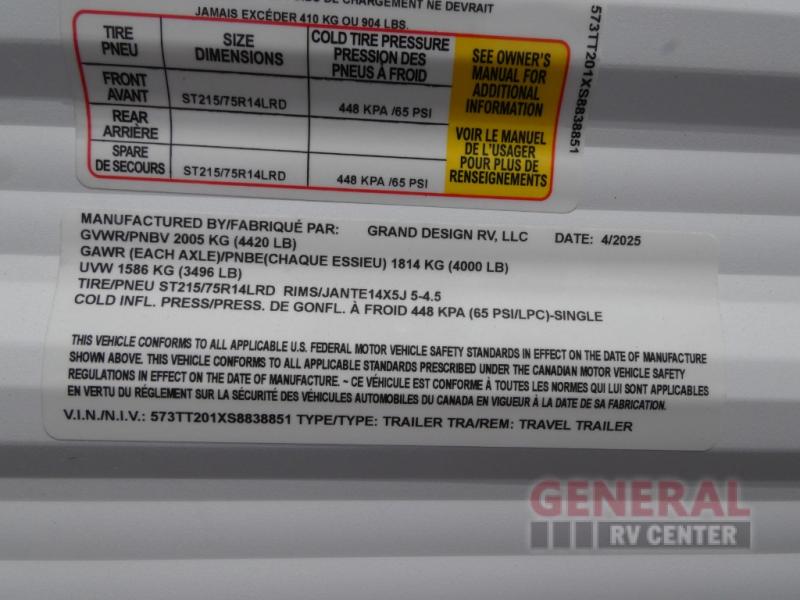 DE CHARGEMENT NE DEVRAIT
JAMAIS EXCÉDER 410 KG OU 904 LBS.
TIRE PNEU SIZE DIMENSIONS COLD TIRE PRESSURE PRESSION DES PNEUS À FROID
FRONT AVANT ST215/75R14LRD 448 KPA /65 PSI
REAR ARRIÈRE
SPARE DE SECOURS ST215/75R14LRD 448 KPA /65 PSI
SEE OWNER'S
MANUAL FOR
ADDITIONAL
INFORMATION
VOIR LE MANUEL
DE L'USAGER
POUR PLUS DE
RENSEIGNEMENTS
573TT201XS8838851
MANUFACTURED BY/FABRIQUÉ PAR: GRAND DESIGN RV, LLC DATE: 4/2025
GVWR/PNBV 2005 KG (4420 LB)
GAWR (EACH AXLE)/PNBE(CHAQUE ESSIEU) 1814 KG (4000 LB)
UVW 1586 KG (3496 LB)
TIRE/PNEU ST215/75R14LRD RIMS/JANTE14X5J 5-4.5
COLD INFL. PRESS/PRESS. DE GONFL. À FROID 448 KPA (65 PSI/LPC)-SINGLE
THIS VEHICLE CONFORMS TO ALL APPLICABLE U.S. FEDERAL MOTOR VEHICLE SAFETY STANDARDS IN EFFECT ON THE DATE OF MANUFACTURE
SHOWN ABOVE. THIS VEHICLE CONFORMS TO ALL APPLICABLE STANDARDS PRESCRIBED UNDER THE CANADIAN MOTOR VEHICLE SAFETY
REGULATIONS IN EFFECT ON THE DATE OF MANUFACTURE. ~ CE VÉHICULE EST CONFORME À TOUTES LES NORMES QUI LUI SONT APPLICABLES
EN VERTU DU RÉGLEMENT SUR LA SÉCURITÉ DES VÉHICULES AUTOMOBILES DU CANADA EN VIGUEUR À LA DATE DE SA FABRICATION.
V.I.N./N.I.V.: 573TT201XS8838851 TYPE/TYPE: TRAILER TRA/REM: TRAVEL TRAILER
GENERAL
RV CENTER